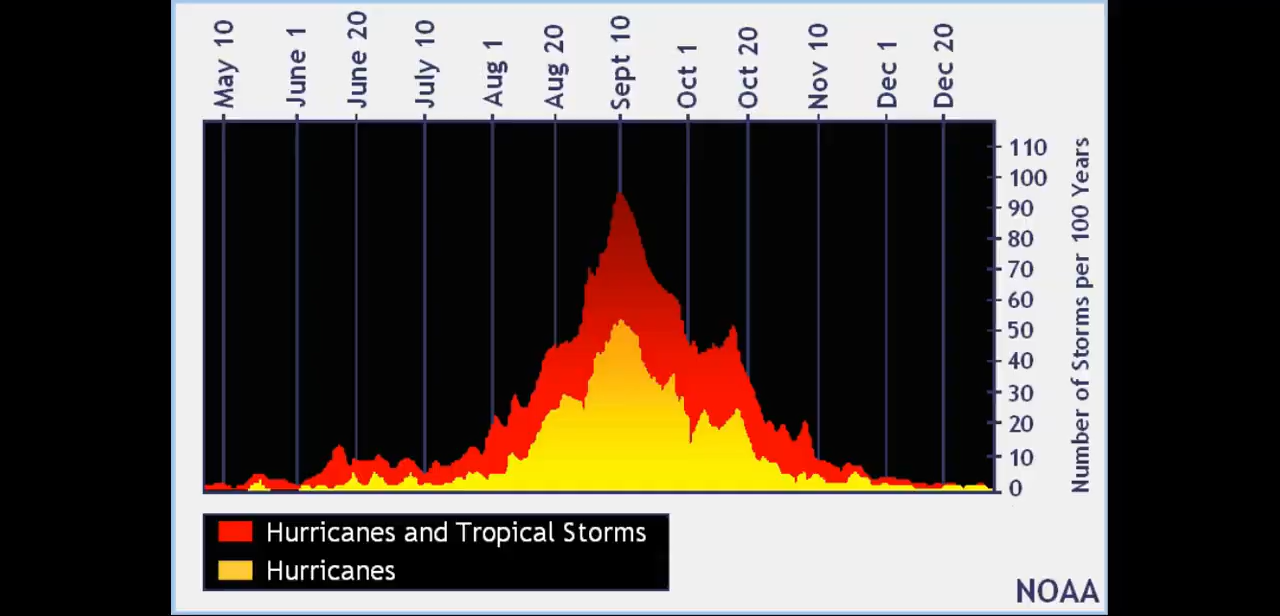 May 10
June 1
June 20
July 10
Aug 1
Aug 20
Sept 10
Oct 1
Oct 20
Nov 10
Dec 1
Dec 20
110
100
90
80
70
60
50
40
30
20
10
0
Number of Storms per 100 Years
Hurricanes and Tropical Storms
Hurricanes
NOAA